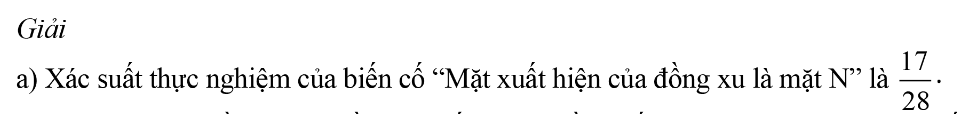 Giải
a) Xác suất thực nghiệm của biến cố “Mặt xuất hiện của đồng xu là mặt N” là 17/28.